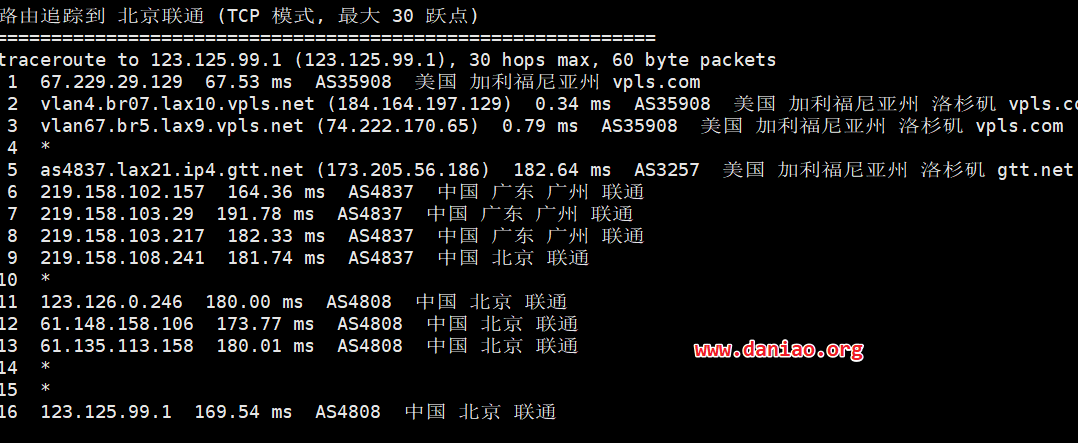 路由追踪到 北京联通 (TCP 模式, 最大 30 跃点)
============================================================
traceroute to 123.125.99.1 (123.125.99.1), 30 hops max, 60 byte packets
1 67.229.29.129 67.53 ms AS35908 美国 加利福尼亚州 vpls.com
2 vlan4.br07.lax10.vpls.net (184.164.197.129) 0.34 ms AS35908 美国 加利福尼亚州 洛杉矶 vpls.co
3 vlan67.br5.lax9.vpls.net (74.222.170.65) 0.79 ms AS35908 美国 加利福尼亚州 洛杉矶 vpls.com
4 *
5 as4837.lax21.ip4.gtt.net (173.205.56.186) 182.64 ms AS3257 美国 加利福尼亚州 洛杉矶 gtt.net
6 219.158.102.157 164.36 ms AS4837 中国 广东 广州 联通
7 219.158.103.29 191.78 ms AS4837 中国 广东 广州 联通
8 219.158.103.217 182.33 ms AS4837 中国 广东 广州 联通
9 219.158.108.241 181.74 ms AS4837 中国 北京 联通
10 *
11 123.126.0.246 180.00 ms AS4808 中国 北京 联通
12 61.148.158.106 173.77 ms AS4808 中国 北京 联通
13 61.135.113.158 180.01 ms AS4808 中国 北京 联通
www.daniao.org
14 *
15 *
16 123.125.99.1 169.54 ms AS4808 中国 北京 联通